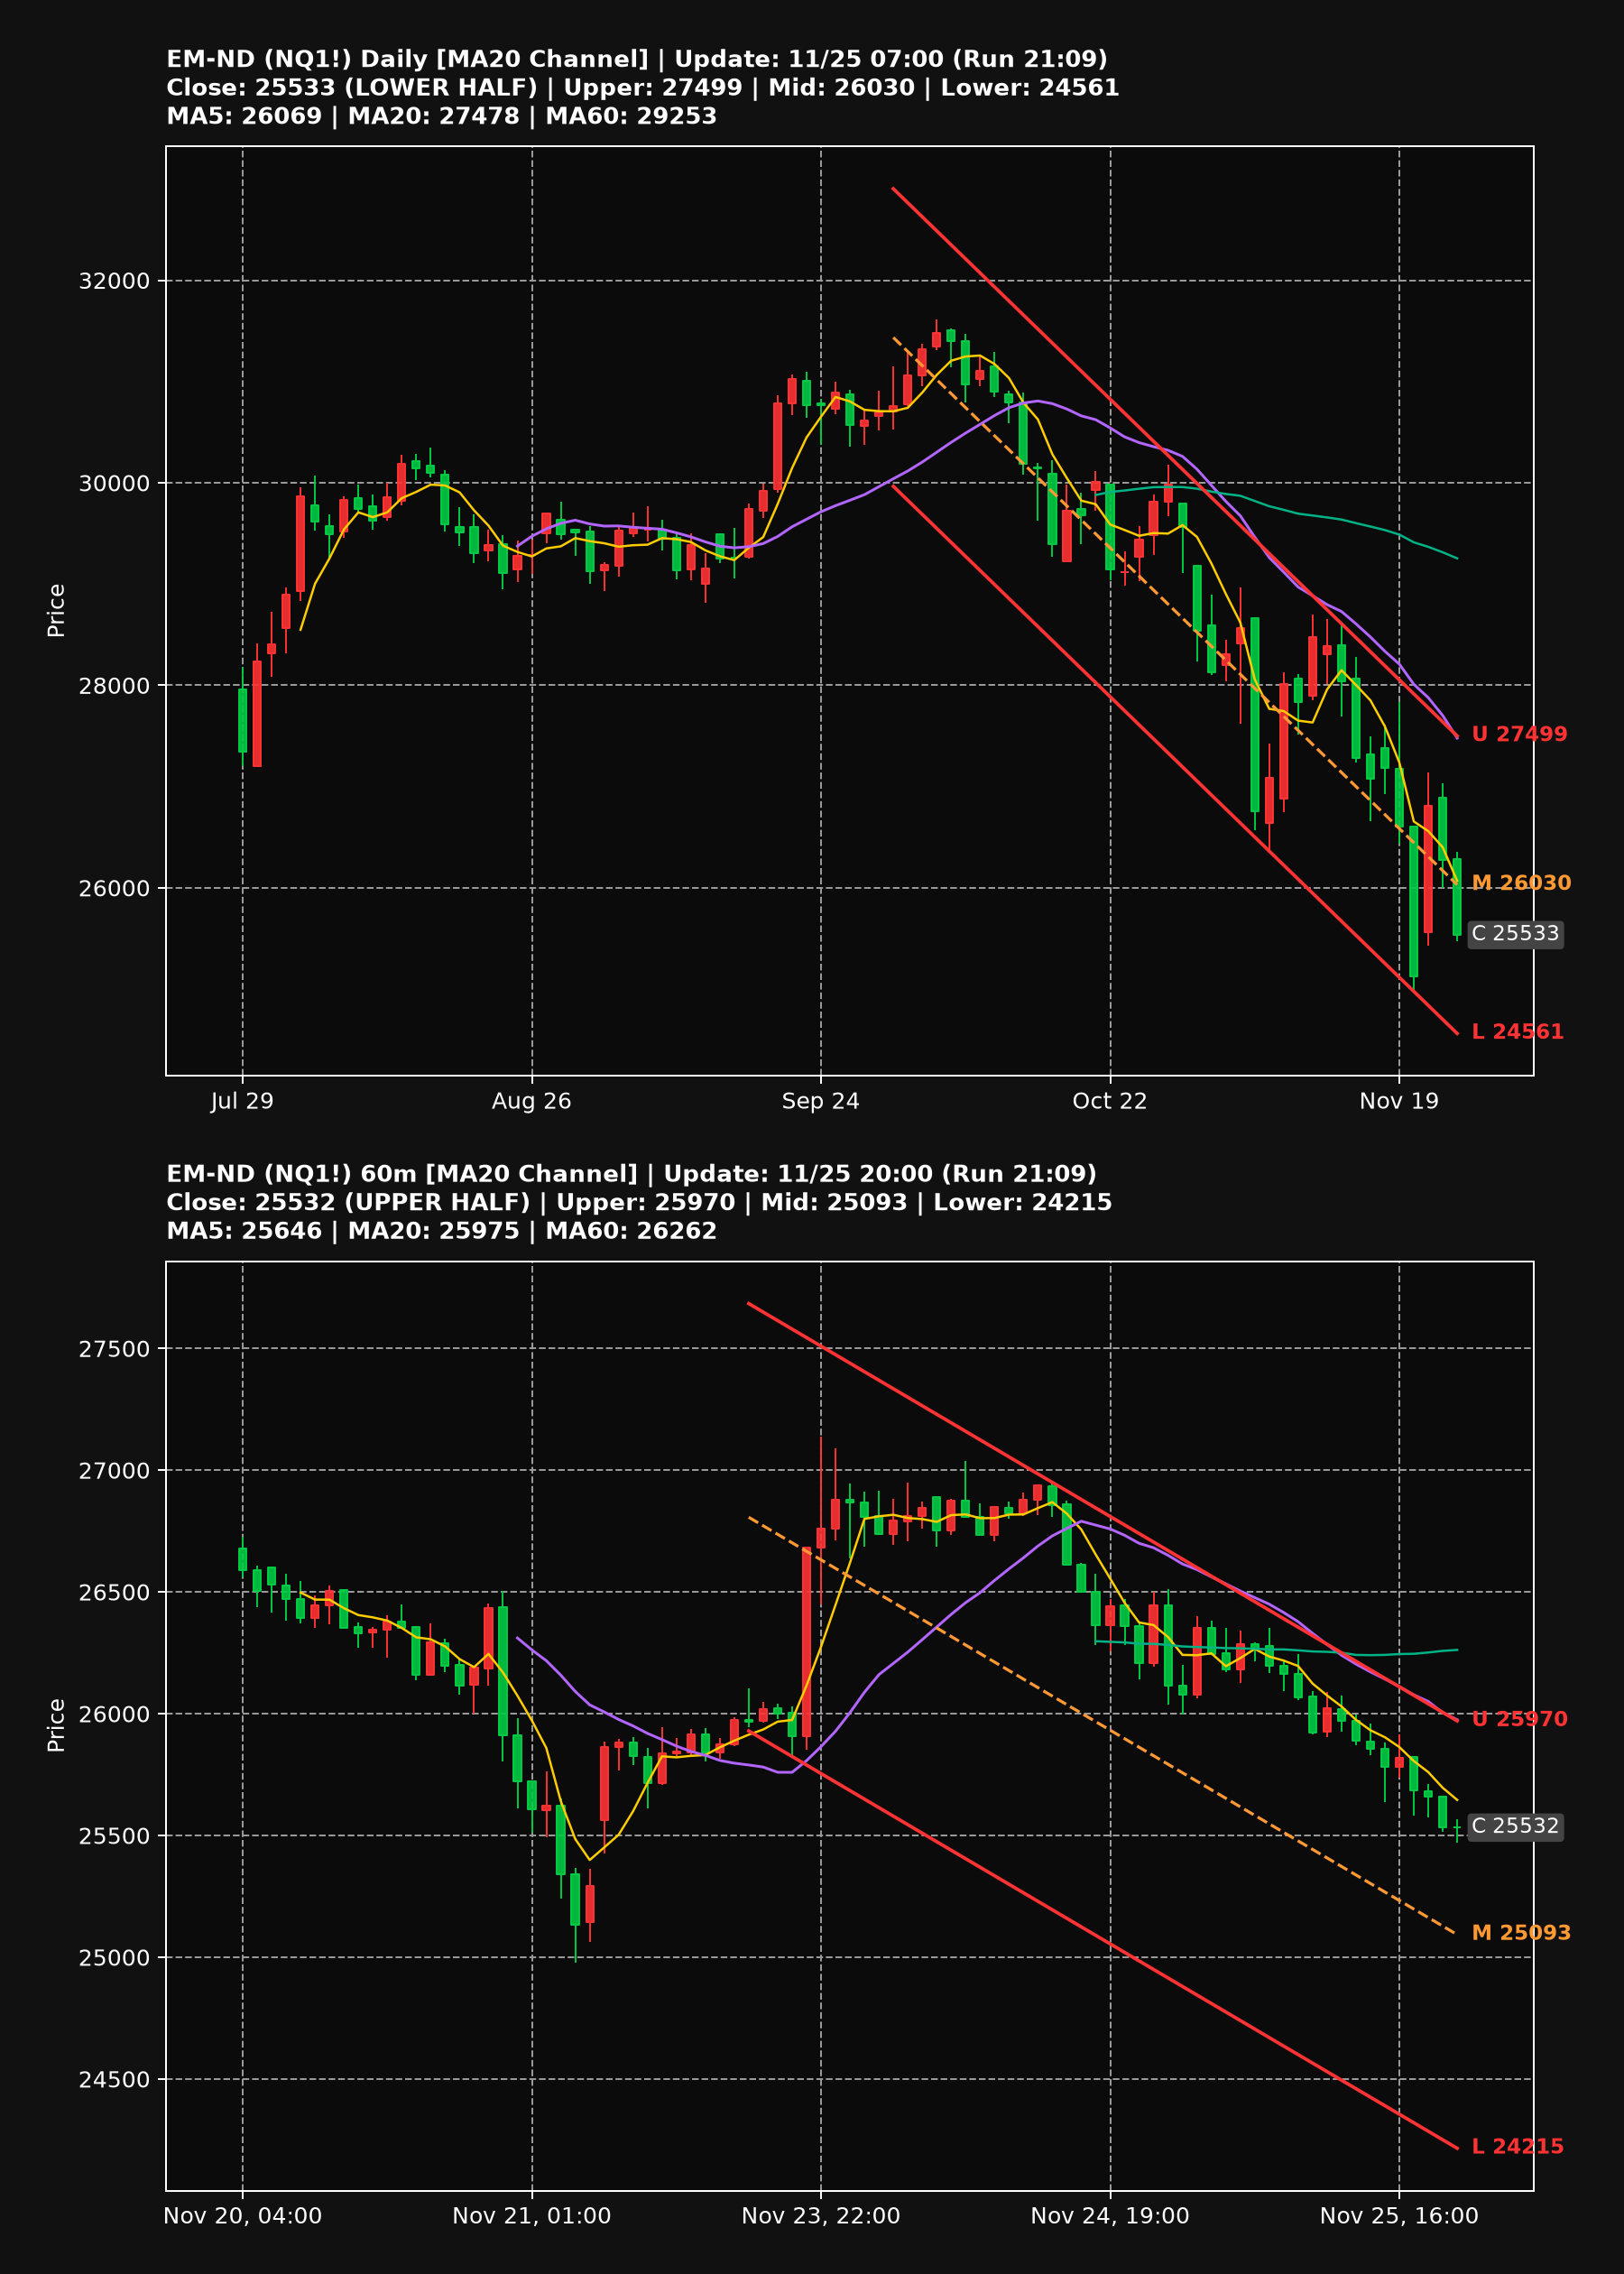 EM-ND (NQ1!) Daily [MA20 Channel] | Update: 11/25 07:00 (Run 21:09)
Close: 25533 (LOWER HALF) | Upper: 27499 | Mid: 26030 | Lower: 24561
MA5: 26069 | MA20: 27478 | MA60: 29253
Price
32000
30000
28000
26000
U 27499
M 26030
C 25533
L 24561
Jul 29 Aug 26 Sep 24 Oct 22 Nov 19
EM-ND (NQ1!) 60m [MA20 Channel] | Update: 11/25 20:00 (Run 21:09)
Close: 25532 (UPPER HALF) | Upper: 25970 | Mid: 25093 | Lower: 24215
MA5: 25646 | MA20: 25975 | MA60: 26262
Price
27500
27000
26500
26000
25500
25000
24500
U 25970
C 25532
M 25093
L 24215
Nov 20, 04:00 Nov 21, 01:00 Nov 23, 22:00 Nov 24, 19:00 Nov 25, 16:00